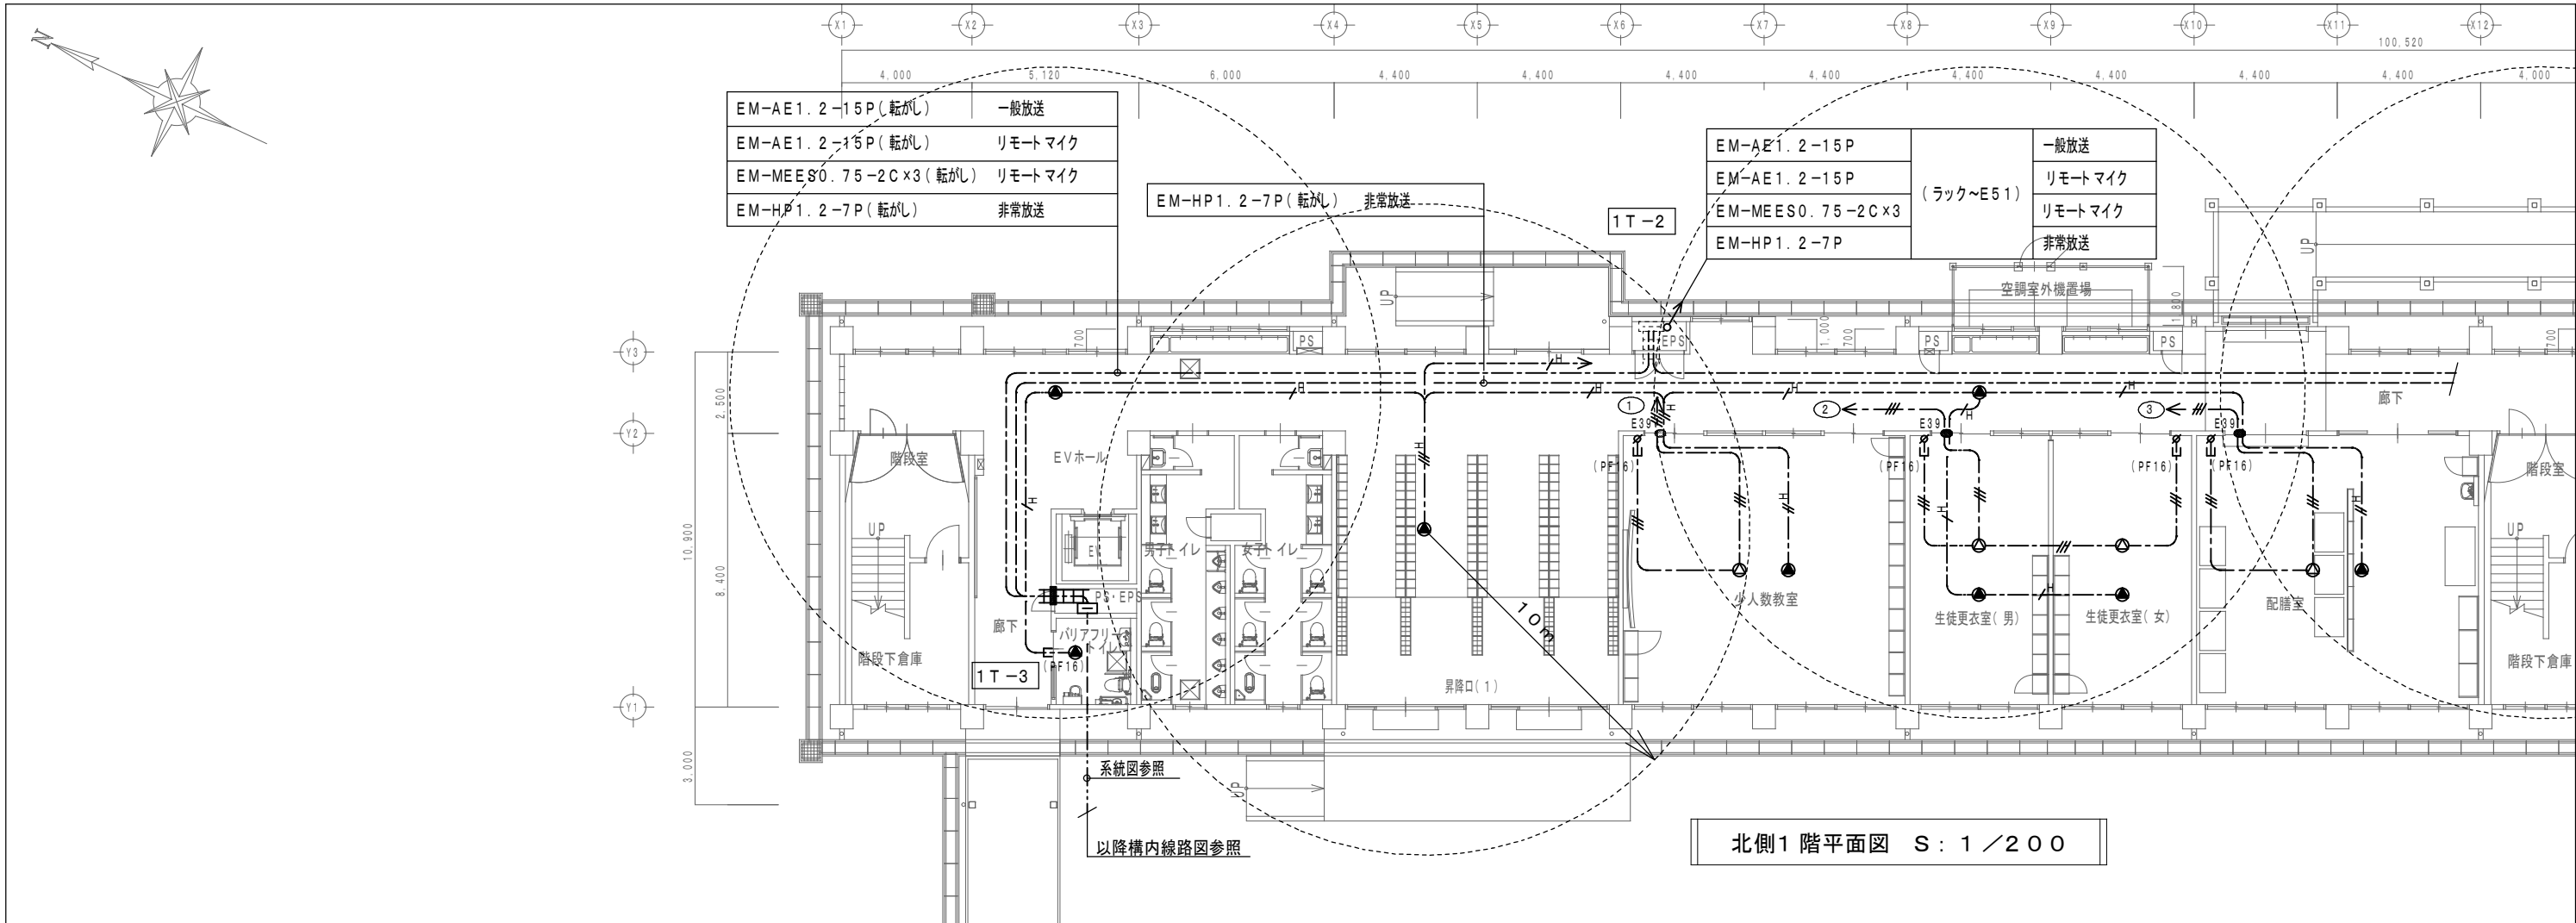 N
X1 X2 X3 X4 X5 X6 X7 X8 X9 X10 X11 X12
100,520
4,000 5,120 6,000 4,400 4,400 4,400 4,400 4,400 4,400 4,400 4,400 4,000
EM-AE1.2-15P(転がし) 一般放送
EM-AE1.2-15P(転がし) リモートマイク
EM-MEES0.75-2C×3(転がし) リモートマイク
EM-HP1.2-7P(転がし) 非常放送
EM-HP1.2-7P(転がし) 非常放送
1T-2
EM-AE1.2-15P 一般放送
EM-AE1.2-15P リモートマイク
EM-MEES0.75-2C×3 リモートマイク
EM-HP1.2-7P 非常放送
(ラック~E51)
UP
UP
空調室外機置場
1,800
Y3
700
PS
EPS
1,000
700
PS
PS
700
H
H H H H
2,500
廊下
1 2 3
H H
E39 E39 E39
Y2
階段室
EVホール
(PF16) (PF16) (PF16)
階段室
H
H
H
H
H
UP
UP
EV
男子トイレ
女子トイレ
10,900
8,400
PS・EPS
少人数教室
生徒更衣室(男)
H
生徒更衣室(女)
配膳室
10m
廊下
バリアフリートイレ
階段下倉庫
(PF16)
階段下倉庫
1T-3
昇降口(1)
Y1
3,000
系統図参照
UP
以降構内線路図参照
北側1階平面図 S:1/200